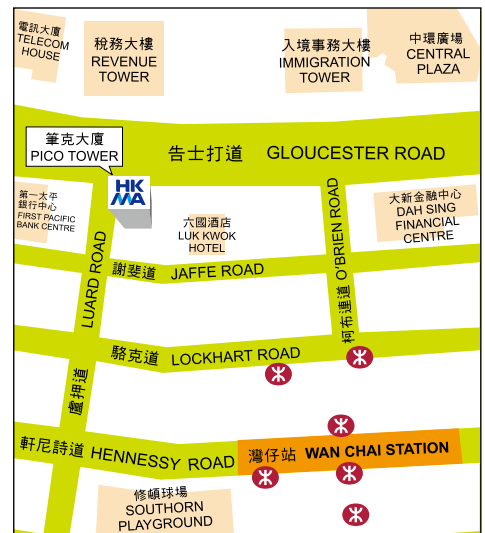 電訊大廈
TELECOM
HOUSE
稅務大樓
REVENUE
TOWER
入境事務大樓
IMMIGRATION
TOWER
中環廣場
CENTRAL
PLAZA
筆克大廈
PICO TOWER
告士打道 GLOUCESTER ROAD
HK
MA
第一太平
銀行中心
FIRST PACIFIC
BANK CENTRE
六國酒店
LUK KWOK
HOTEL
大新金融中心
DAH SING
FINANCIAL
CENTRE
柯布連道 O'BRIEN ROAD
盧押道 LUARD ROAD
謝斐道 JAFFE ROAD
駱克道 LOCKHART ROAD
軒尼詩道 HENNESSY ROAD
灣仔站 WAN CHAI STATION
修頓球場
SOUTHORN
PLAYGROUND